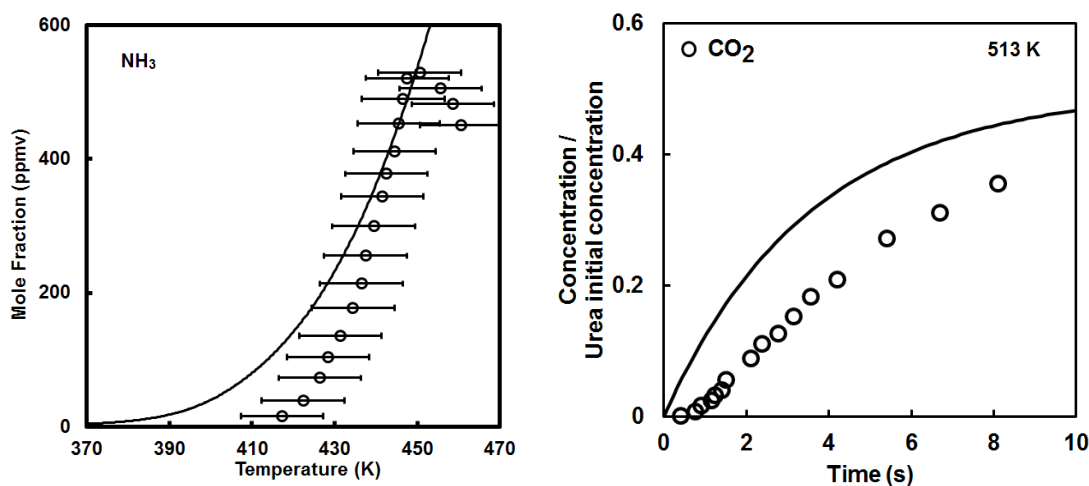 600
400
200
0
Mole Fraction (ppmv)
NH₃
370
390
410
430
450
470
Temperature (K)
0.6
0.4
0.2
0
Concentration /
Urea initial concentration
CO₂
513 K
0
2
4
6
8
10
Time (s)